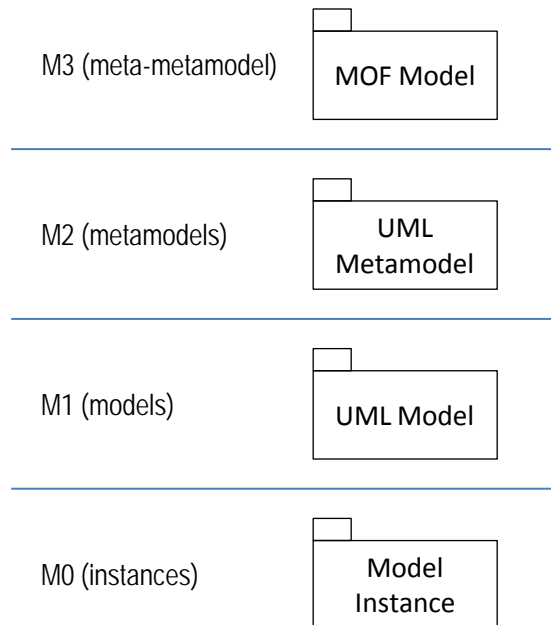 M3 (meta-metamodel)
MOF Model
M2 (metamodels)
UML
Metamodel
M1 (models)
UML Model
M0 (instances)
Model
Instance